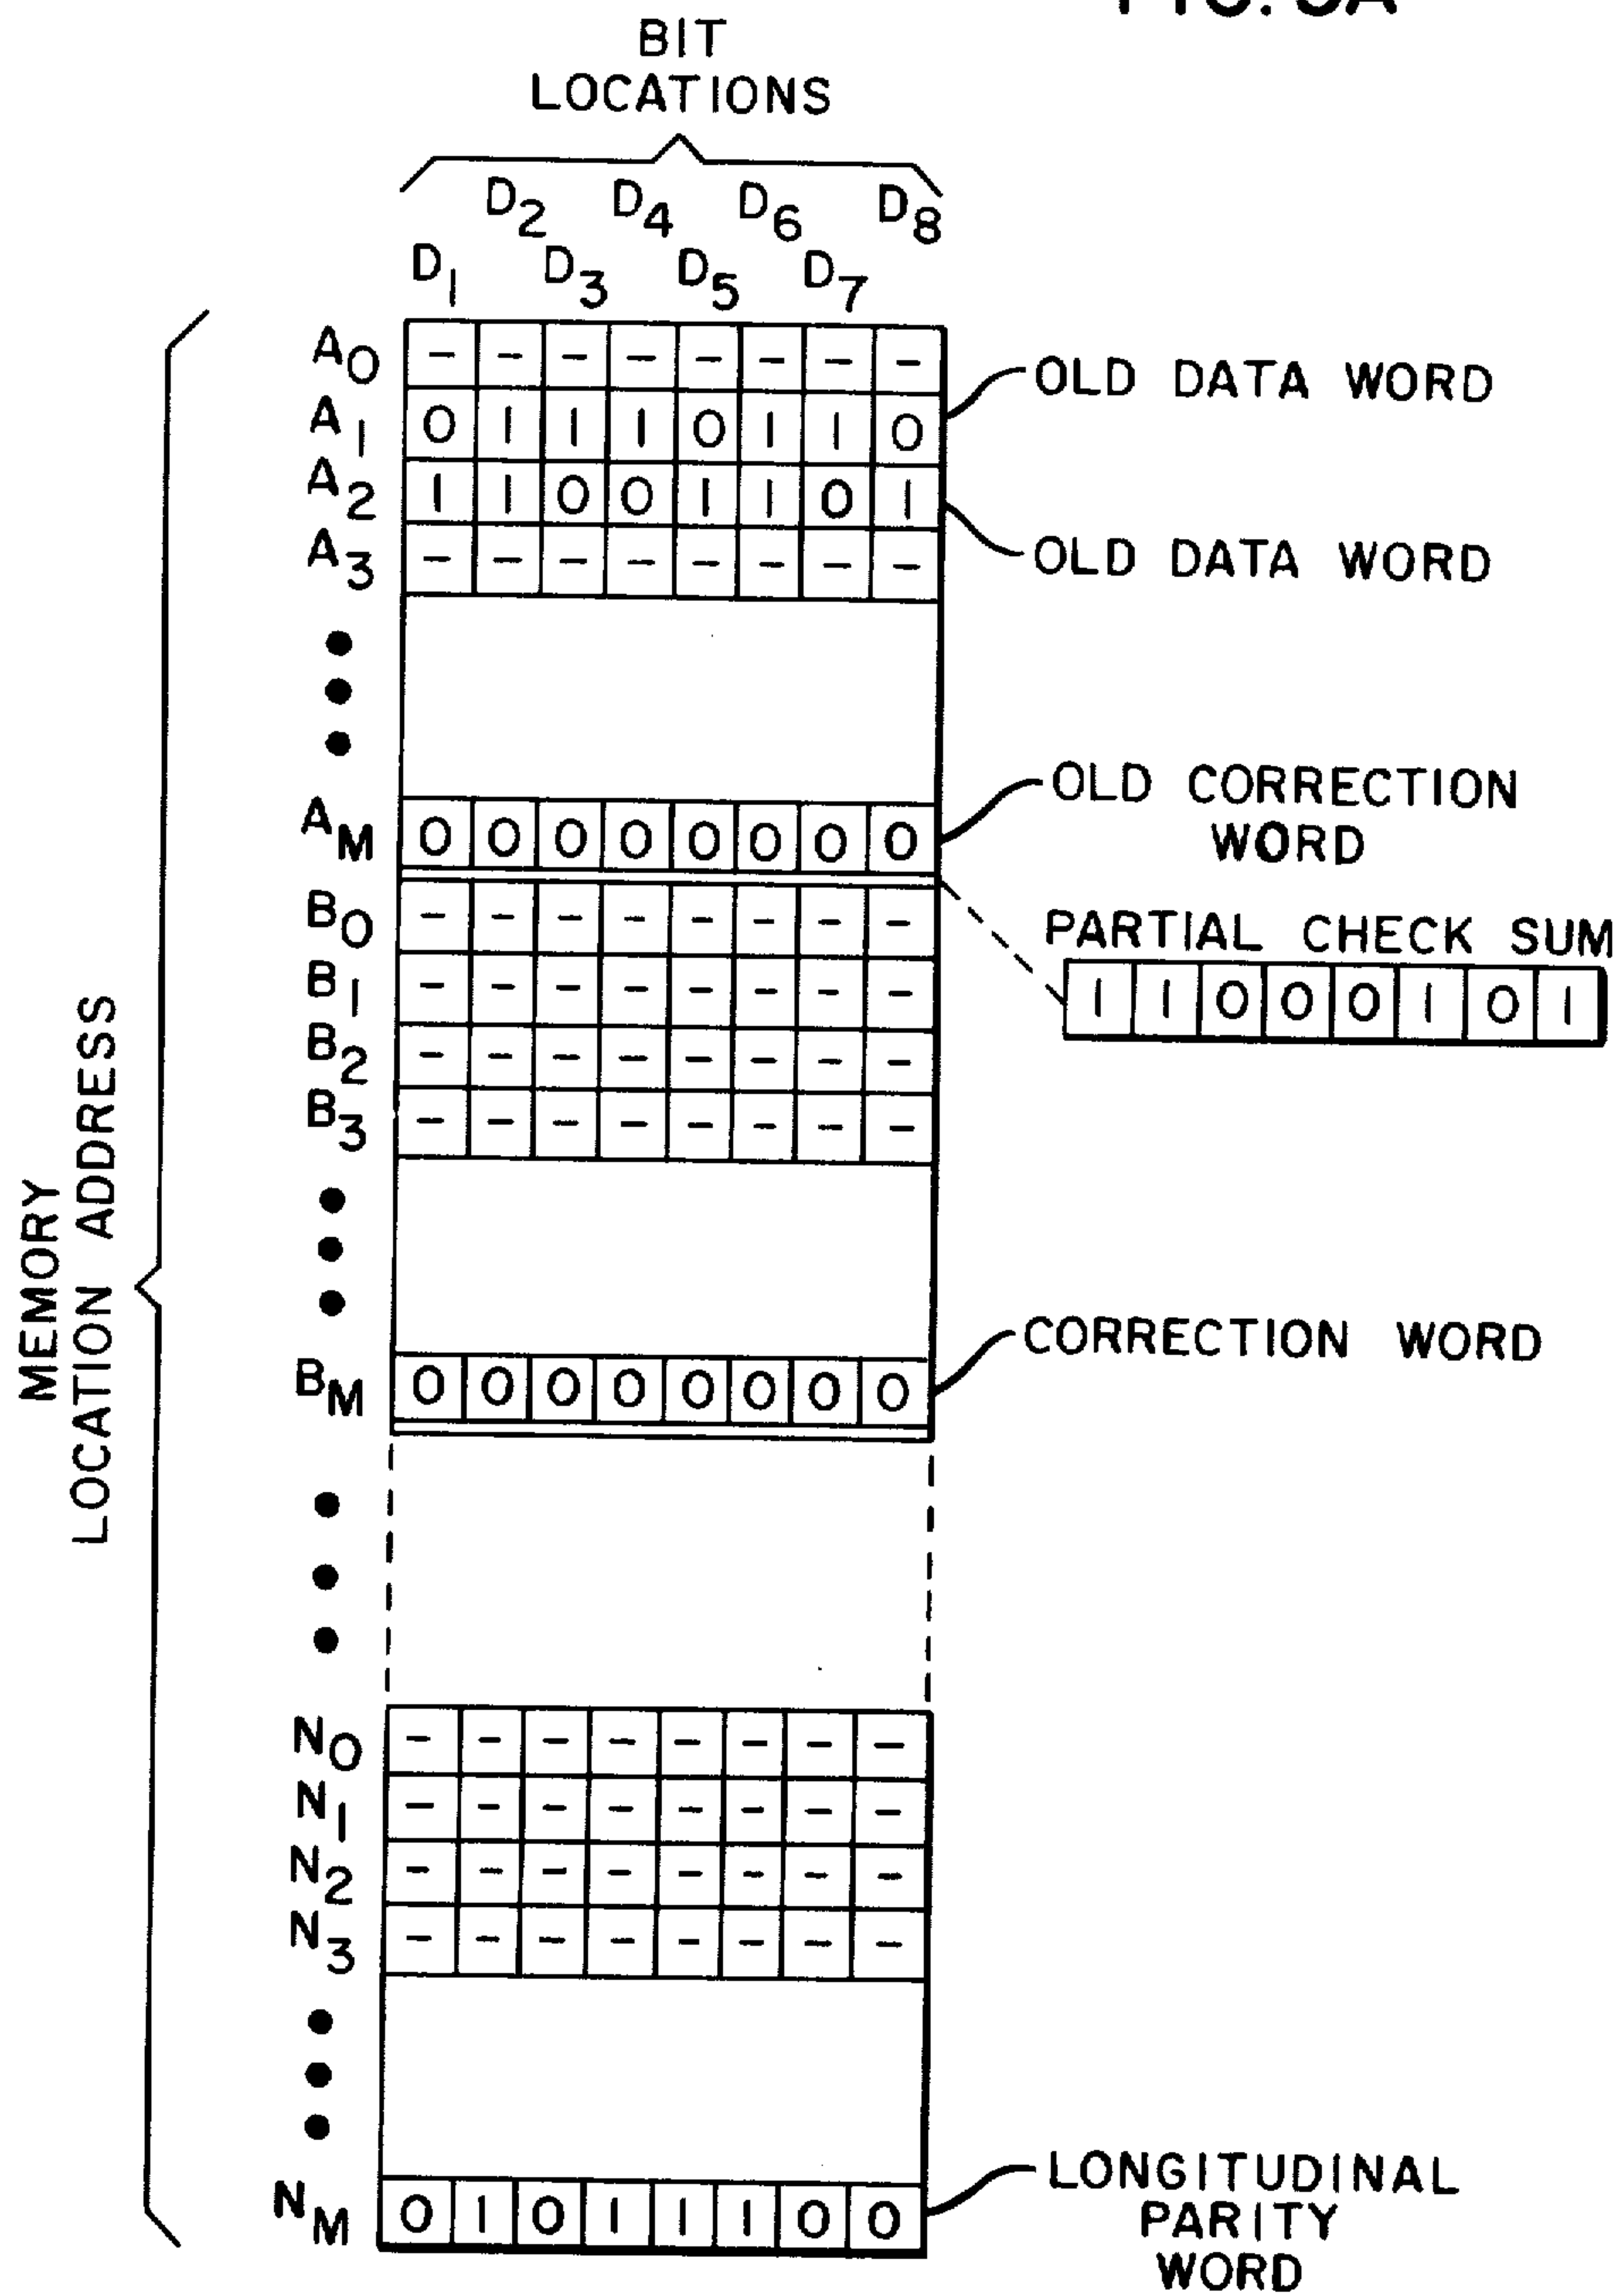 BIT
LOCATIONS
D2 D4 D6 D8
D1 D3 D5 D7
A0 - - - - - - - -
OLD DATA WORD
A1 0 1 1 1 0 1 1 0
A2 1 1 0 0 1 1 0 1
OLD DATA WORD
A3 - - - - - - - -
OLD CORRECTION
WORD
AM 0 0 0 0 0 0 0 0
B0 - - - - - - - -
PARTIAL CHECK SUM
1 1 0 0 0 1 0 1
B1 - - - - - - - -
B2 - - - - - - - -
B3 - - - - - - - -
MEMORY
LOCATION ADDRESS
CORRECTION WORD
BM 0 0 0 0 0 0 0 0
N0 - - - - - - - -
N1 - - - - - - - -
N2 - - - - - - - -
N3 - - - - - - - -
NM 0 1 0 1 1 1 0 0
LONGITUDINAL
PARITY
WORD